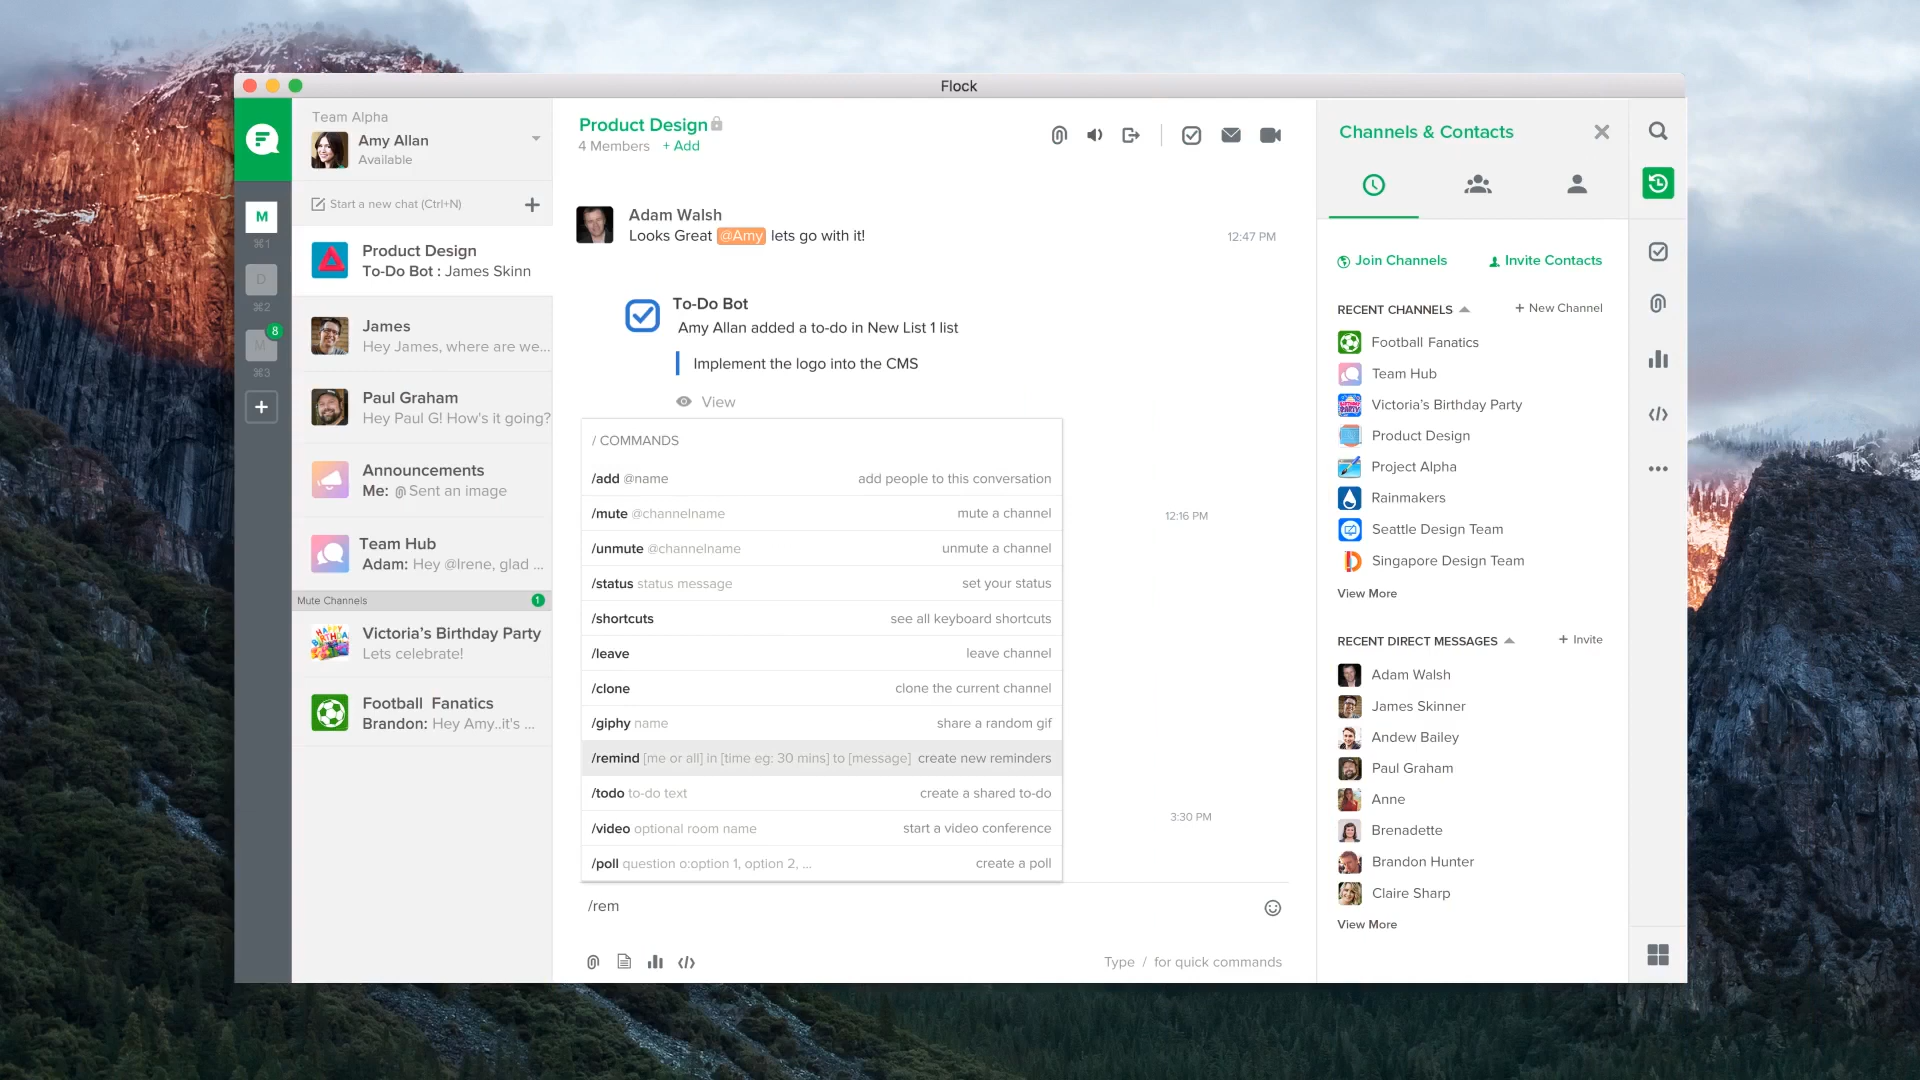 Flock
Team Alpha
Amy Allan
Available
Start a new chat (Ctrl+N)
M
⌘1
D
⌘2
8
M
⌘3
Product Design
To-Do Bot : James Skinn
James
Hey James, where are we...
Paul Graham
Hey Paul G! How's it going?
Announcements
Me: Sent an image
Team Hub
Adam: Hey @Irene, glad ...
Mute Channels 1
Victoria's Birthday Party
Lets celebrate!
Football Fanatics
Brandon: Hey Amy..it's ...
Product Design
4 Members + Add
Adam Walsh
Looks Great @Amy lets go with it!
12:47 PM
To-Do Bot
Amy Allan added a to-do in New List 1 list
Implement the logo into the CMS
View
/ COMMANDS
/add @name add people to this conversation
/mute @channelname mute a channel
12:16 PM
/unmute @channelname unmute a channel
/status status message set your status
/shortcuts see all keyboard shortcuts
/leave leave channel
/clone clone the current channel
/giphy name share a random gif
/remind [me or all] in [time eg: 30 mins] to [message] create new reminders
/todo to-do text create a shared to-do
3:30 PM
/video optional room name start a video conference
/poll question o:option 1, option 2, ... create a poll
/rem
Type / for quick commands
Channels & Contacts
Join Channels Invite Contacts
RECENT CHANNELS + New Channel
Football Fanatics
Team Hub
Victoria's Birthday Party
Product Design
Project Alpha
Rainmakers
Seattle Design Team
Singapore Design Team
View More
RECENT DIRECT MESSAGES + Invite
Adam Walsh
James Skinner
Andew Bailey
Paul Graham
Anne
Brenadette
Brandon Hunter
Claire Sharp
View More